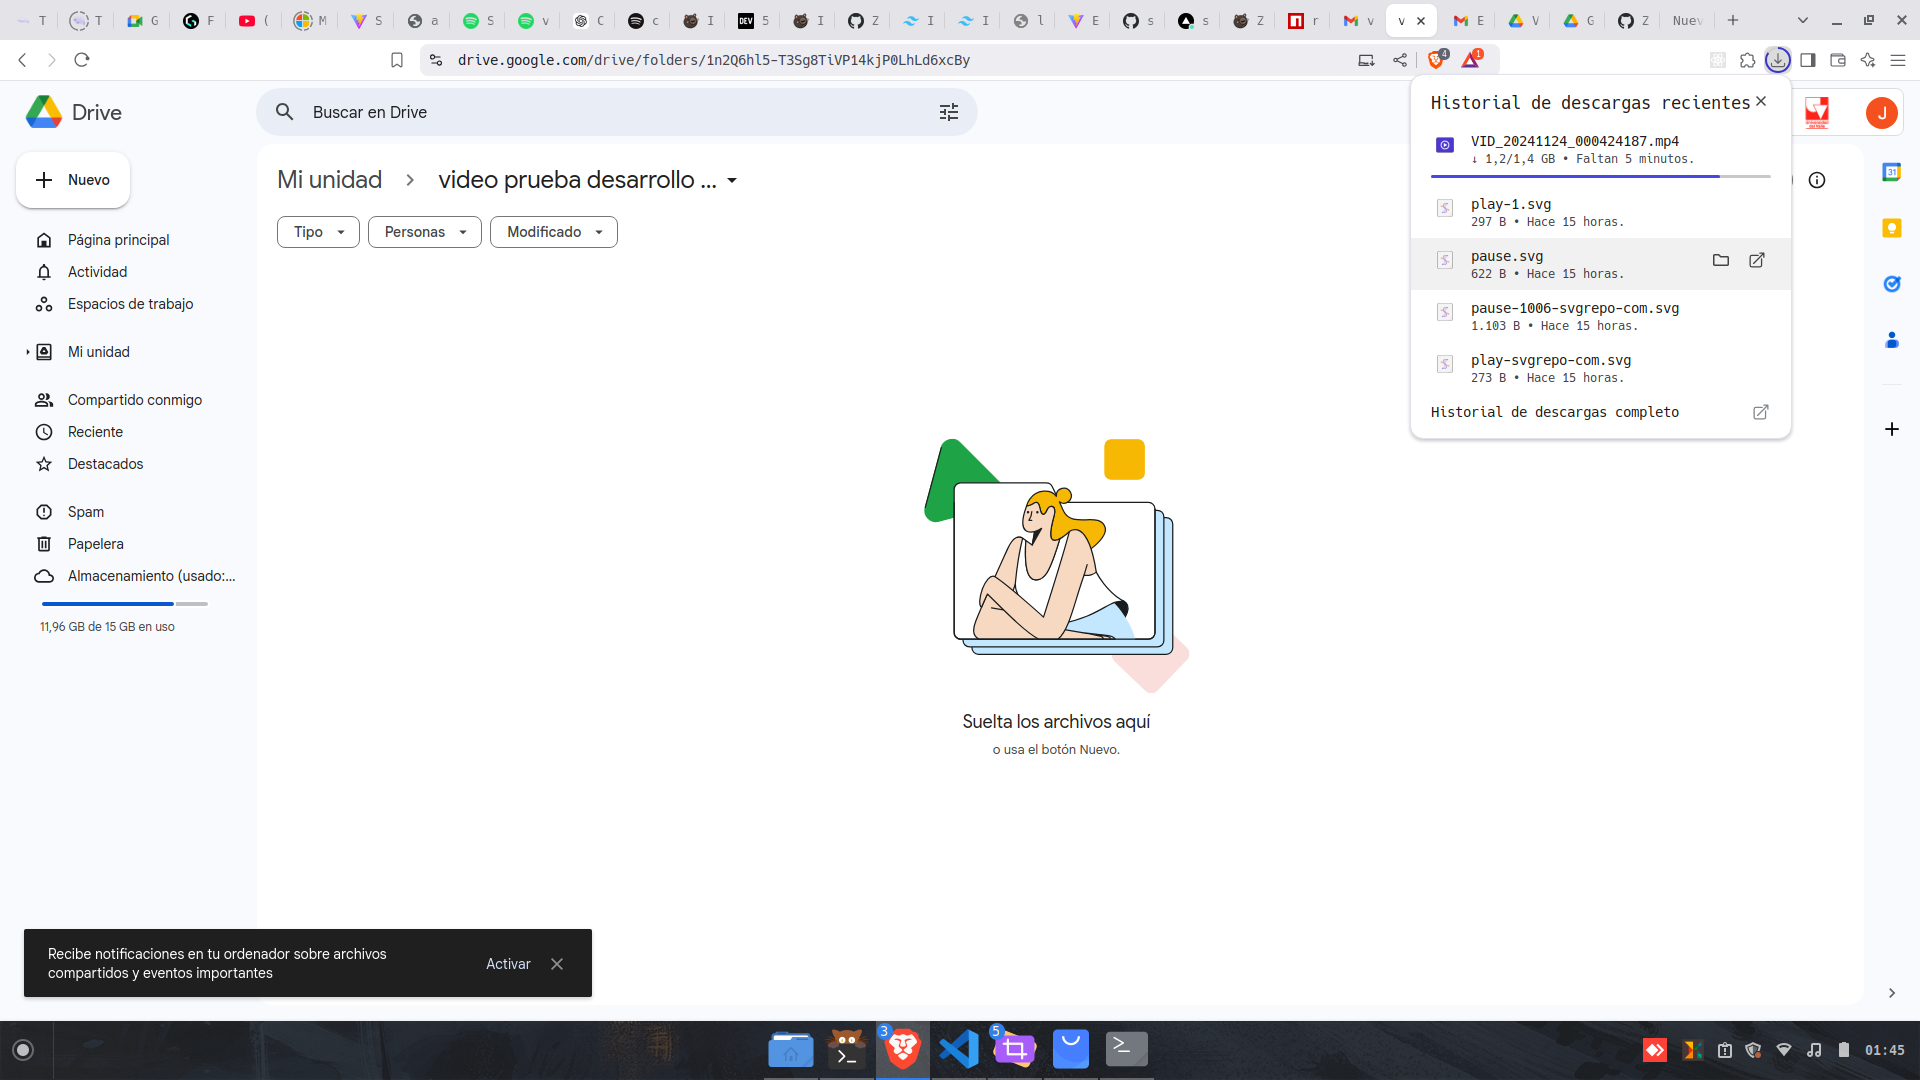 T
T
G
F
(
M
S
a
S
v
C
c
I
DEV 5
I
Z
I
I
l
E
s
s
Z
r
v
v
E
V
G
Z
Nuev
drive.google.com/drive/folders/1n2Q6hl5-T3Sg8TiVP14kjP0LhLd6xcBy
4
1
Drive
Buscar en Drive
J
Nuevo
Página principal
Actividad
Espacios de trabajo
Mi unidad
Compartido conmigo
Reciente
Destacados
Spam
Papelera
Almacenamiento (usado:...
11,96 GB de 15 GB en uso
Mi unidad
video prueba desarrollo ...
Tipo
Personas
Modificado
Historial de descargas recientes
VID_20241124_000424187.mp4
↓ 1,2/1,4 GB • Faltan 5 minutos.
play-1.svg
297 B • Hace 15 horas.
pause.svg
622 B • Hace 15 horas.
pause-1006-svgrepo-com.svg
1.103 B • Hace 15 horas.
play-svgrepo-com.svg
273 B • Hace 15 horas.
Historial de descargas completo
31
Suelta los archivos aquí
o usa el botón Nuevo.
Recibe notificaciones en tu ordenador sobre archivos
compartidos y eventos importantes
Activar
3
5
01:45